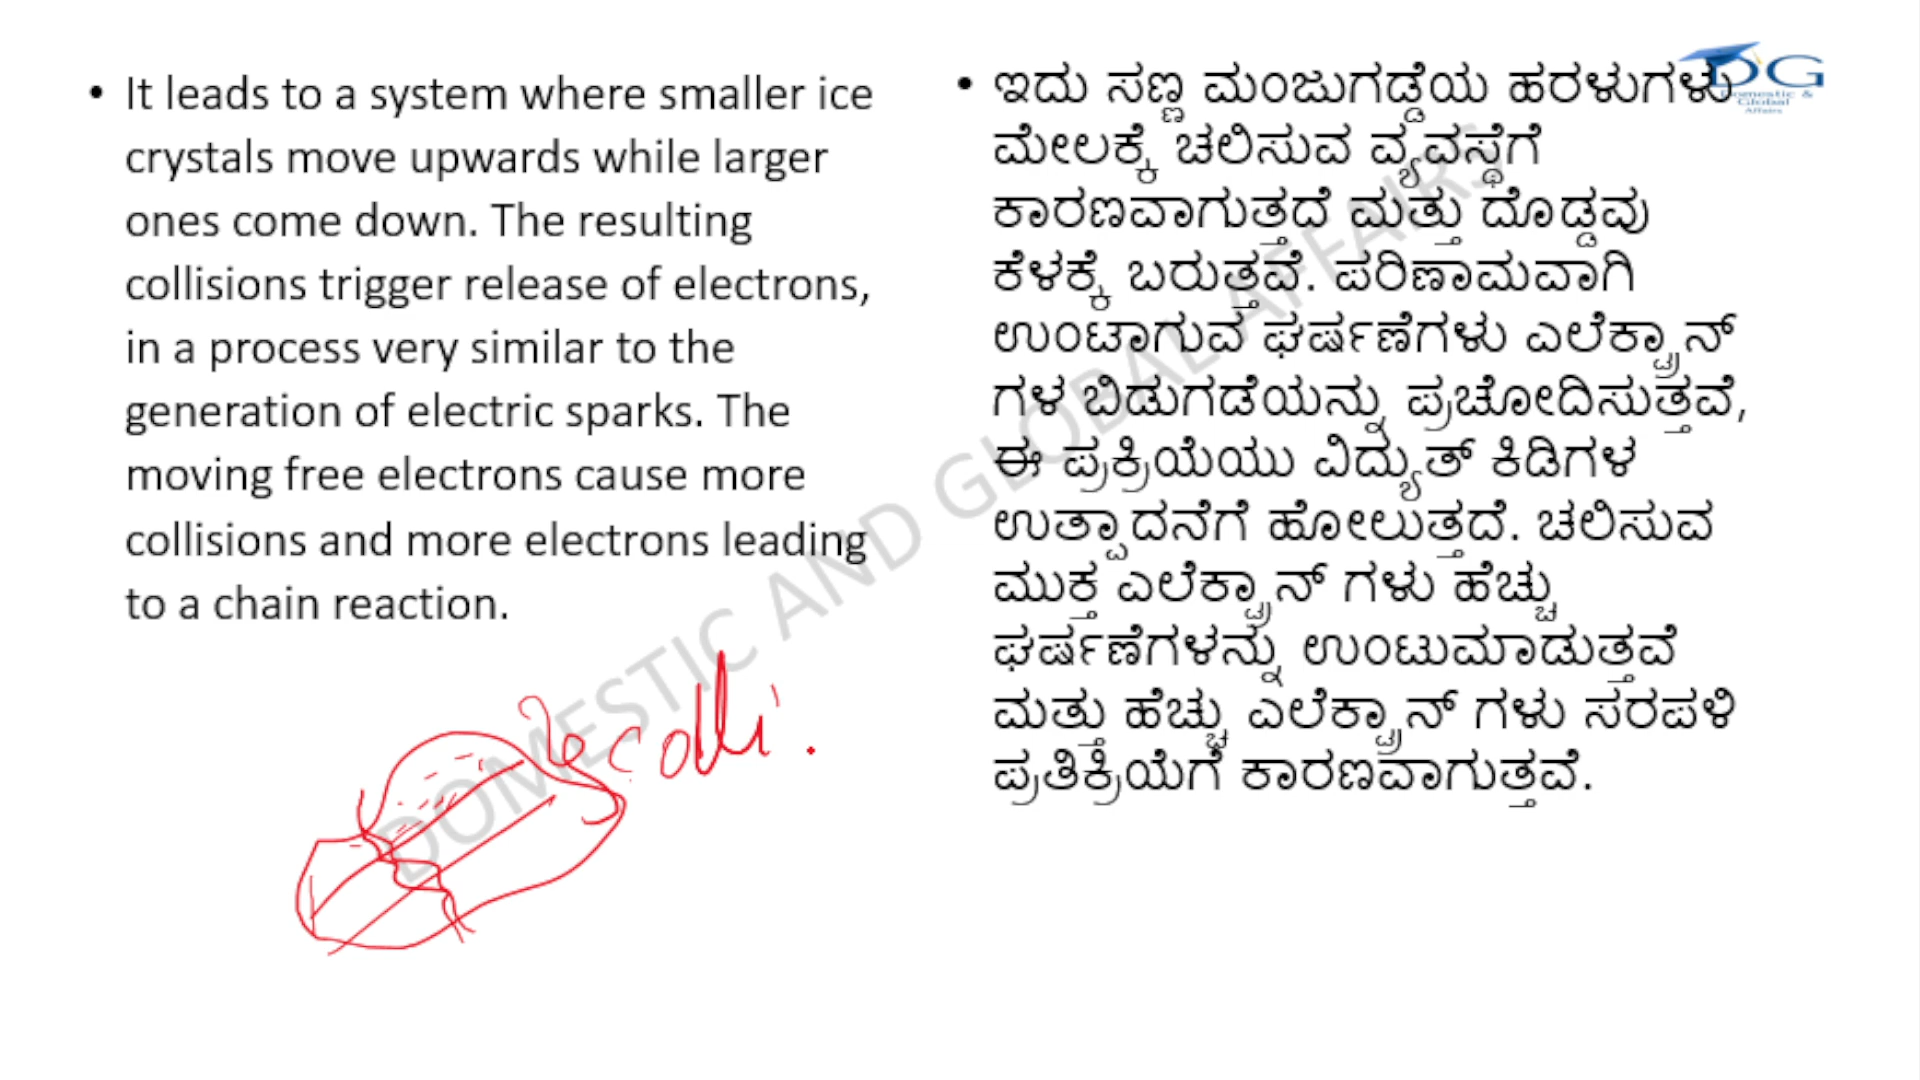 • It leads to a system where smaller ice
crystals move upwards while larger
ones come down. The resulting
collisions trigger release of electrons,
in a process very similar to the
generation of electric sparks. The
moving free electrons cause more
collisions and more electrons leading
to a chain reaction.
• ಇದು ಸಣ್ಣ ಮಂಜುಗಡ್ಡೆಯ ಹರಳುಗಳು
ಮೇಲಕ್ಕೆ ಚಲಿಸುವ ವ್ಯವಸ್ಥೆಗೆ
ಕಾರಣವಾಗುತ್ತದೆ ಮತ್ತು ದೊಡ್ಡವು
ಕೆಳಕ್ಕೆ ಬರುತ್ತವೆ. ಪರಿಣಾಮವಾಗಿ
ಉಂಟಾಗುವ ಘರ್ಷಣೆಗಳು ಎಲೆಕ್ಟ್ರಾನ್
ಗಳ ಬಿಡುಗಡೆಯನ್ನು ಪ್ರಚೋದಿಸುತ್ತವೆ,
ಈ ಪ್ರಕ್ರಿಯೆಯು ವಿದ್ಯುತ್ ಕಿಡಿಗಳ
ಉತ್ಪಾದನೆಗೆ ಹೋಲುತ್ತದೆ. ಚಲಿಸುವ
ಮುಕ್ತ ಎಲೆಕ್ಟ್ರಾನ್ ಗಳು ಹೆಚ್ಚು
ಘರ್ಷಣೆಗಳನ್ನು ಉಂಟುಮಾಡುತ್ತವೆ
ಮತ್ತು ಹೆಚ್ಚು ಎಲೆಕ್ಟ್ರಾನ್ ಗಳು ಸರಪಳಿ
ಪ್ರತಿಕ್ರಿಯೆಗೆ ಕಾರಣವಾಗುತ್ತವೆ.
DG
Domestic &
Global
Affairs
DOMESTIC AND GLOBAL AFFAIRS